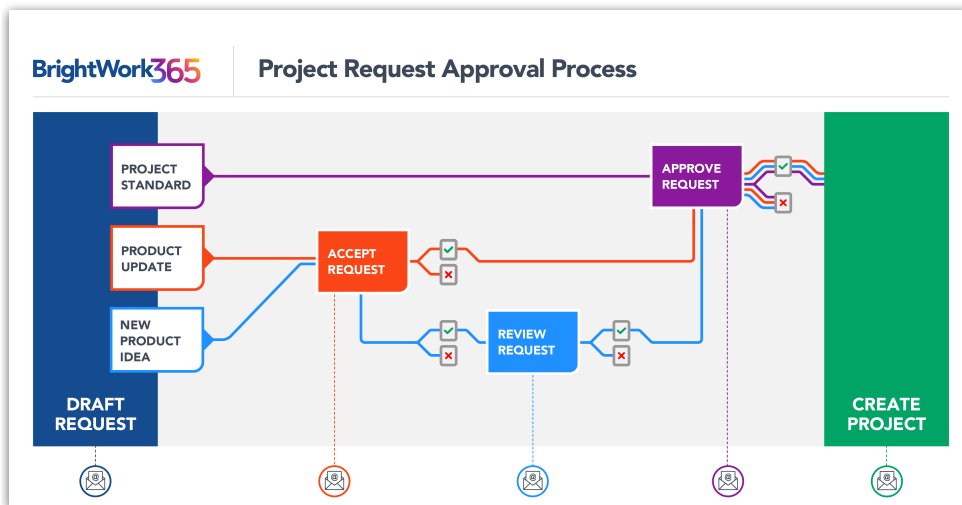 BrightWork365
Project Request Approval Process
PROJECT
STANDARD
APPROVE
REQUEST
PRODUCT
UPDATE
ACCEPT
REQUEST
NEW
PRODUCT
IDEA
REVIEW
REQUEST
DRAFT
REQUEST
CREATE
PROJECT
@
@
@
@
@